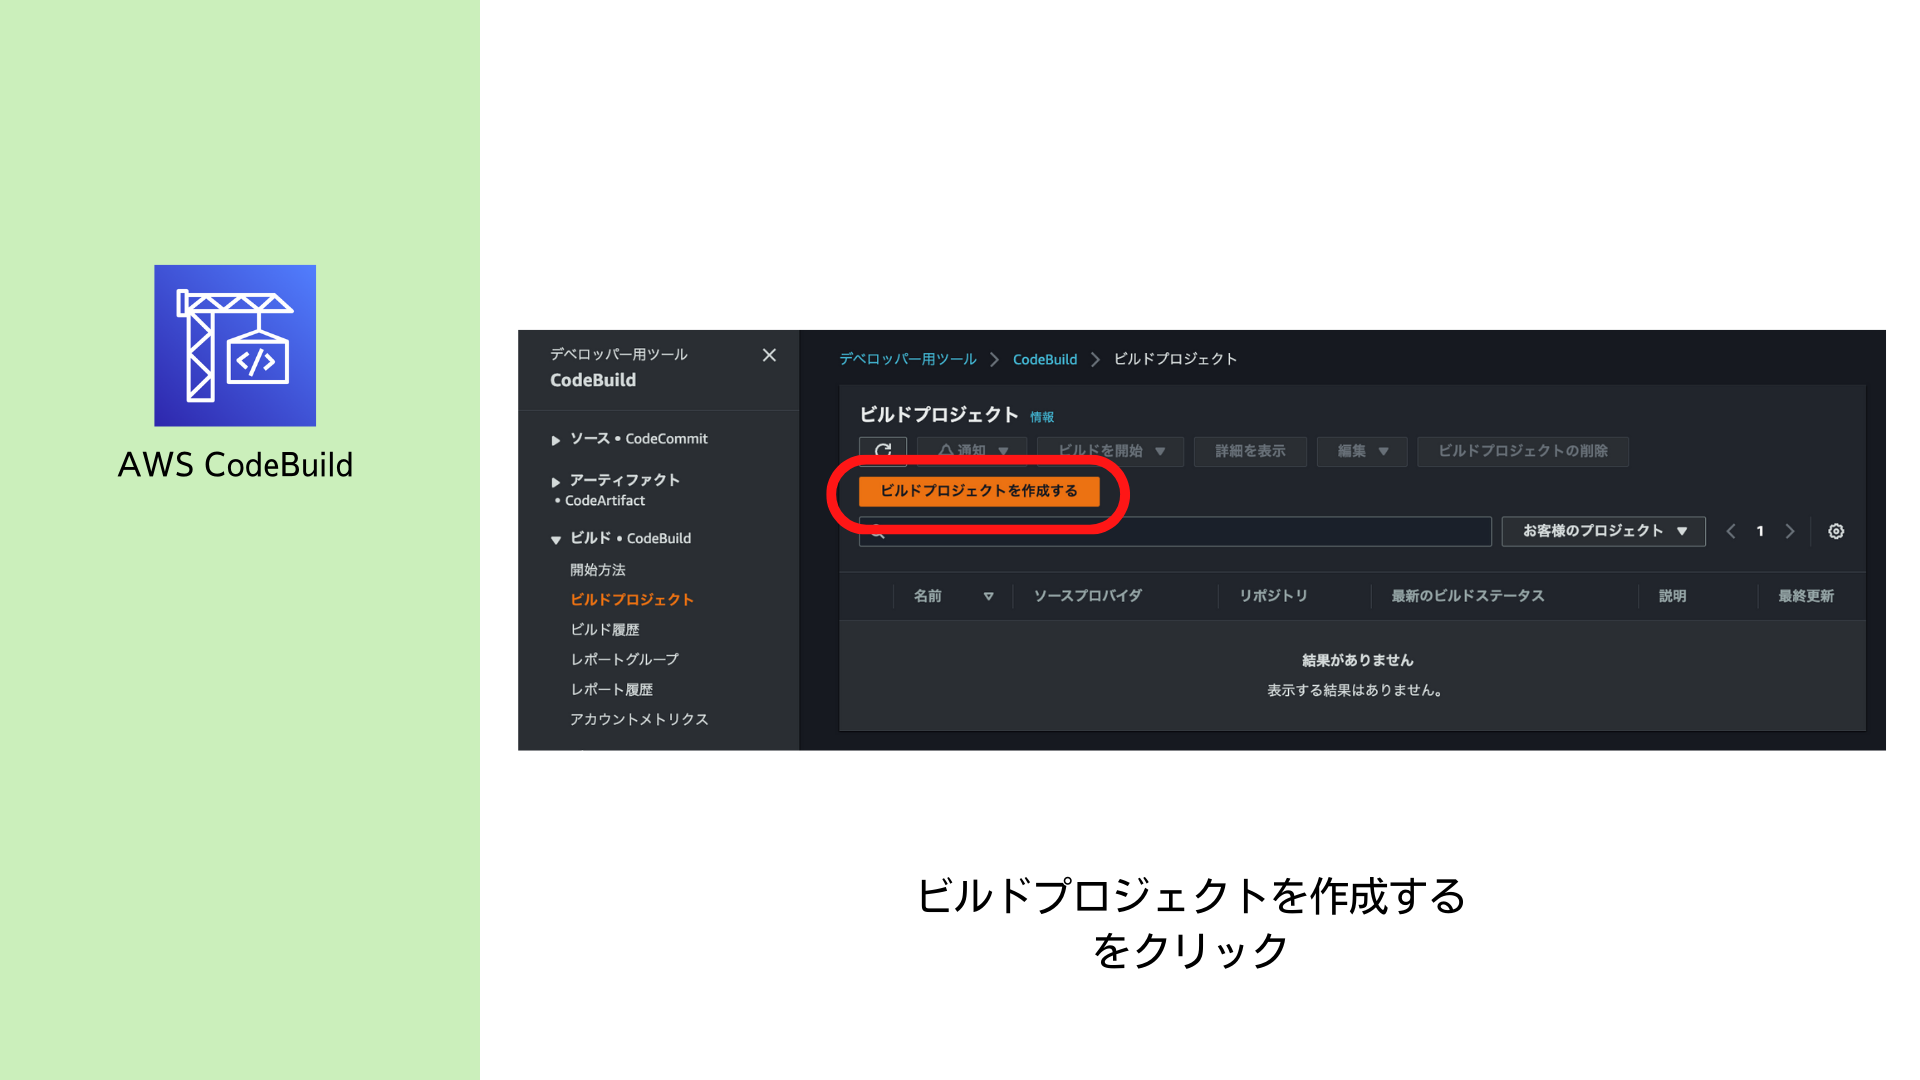 AWS CodeBuild
デベロッパー用ツール
CodeBuild
ソース • CodeCommit
アーティファクト
• CodeArtifact
ビルド • CodeBuild
開始方法
ビルドプロジェクト
ビルド履歴
レポートグループ
レポート履歴
アカウントメトリクス
デベロッパー用ツール > CodeBuild > ビルドプロジェクト
ビルドプロジェクト 情報
通知 ビルドを開始 詳細を表示 編集 ビルドプロジェクトの削除
ビルドプロジェクトを作成する
お客様のプロジェクト 1
名前 ソースプロバイダ リポジトリ 最新のビルドステータス 説明 最終更新
結果がありません
表示する結果はありません。
ビルドプロジェクトを作成する
をクリック